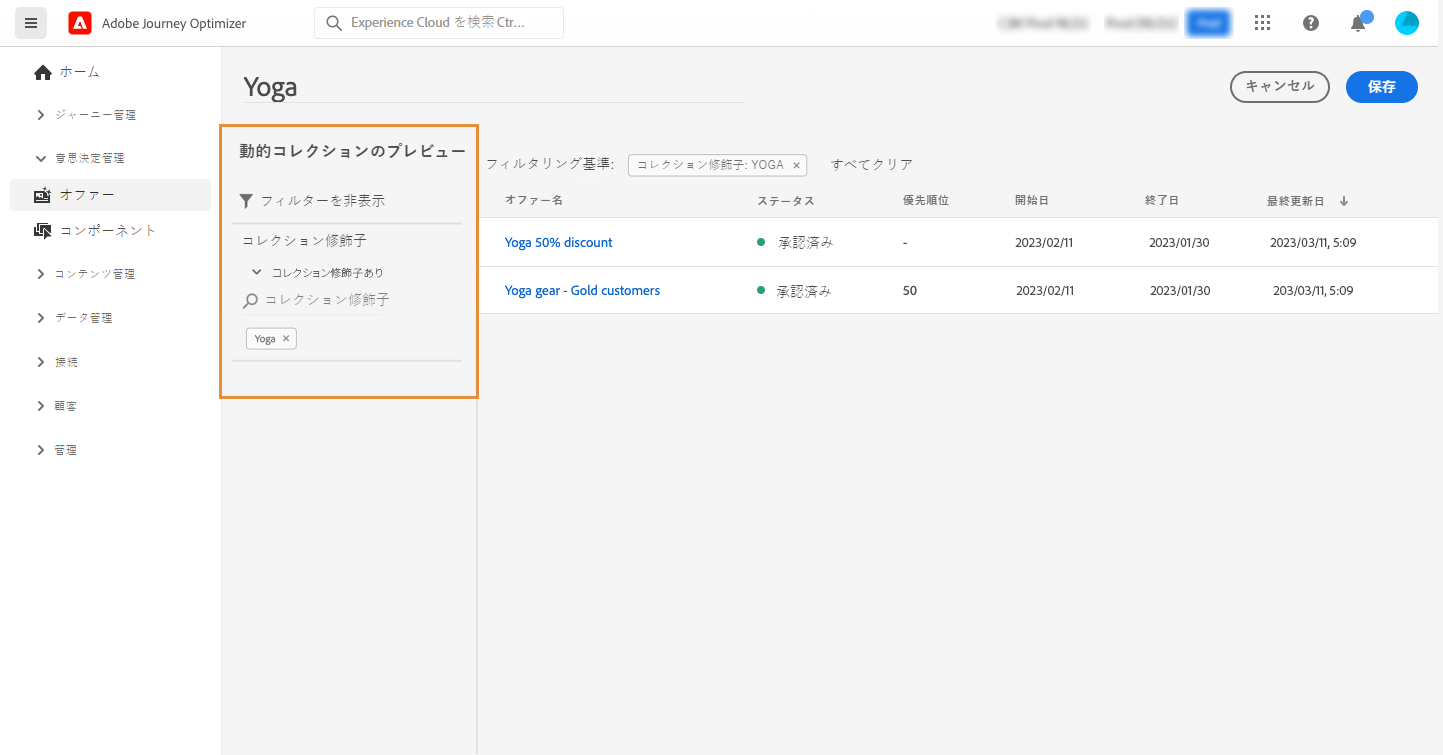 Adobe Journey Optimizer
Experience Cloud を検索 Ctr...
ホーム
ジャーニー管理
意思決定管理
オファー
コンポーネント
コンテンツ管理
データ管理
接続
顧客
管理
Yoga
キャンセル
保存
動的コレクションのプレビュー
フィルターを非表示
コレクション修飾子
コレクション修飾子あり
コレクション修飾子
Yoga ×
フィルタリング基準: コレクション修飾子: YOGA × すべてクリア
オファー名 ステータス 優先順位 開始日 終了日 最終更新日 ↓
Yoga 50% discount 承認済み - 2023/02/11 2023/01/30 2023/03/11, 5:09
Yoga gear - Gold customers 承認済み 50 2023/02/11 2023/01/30 203/03/11, 5:09